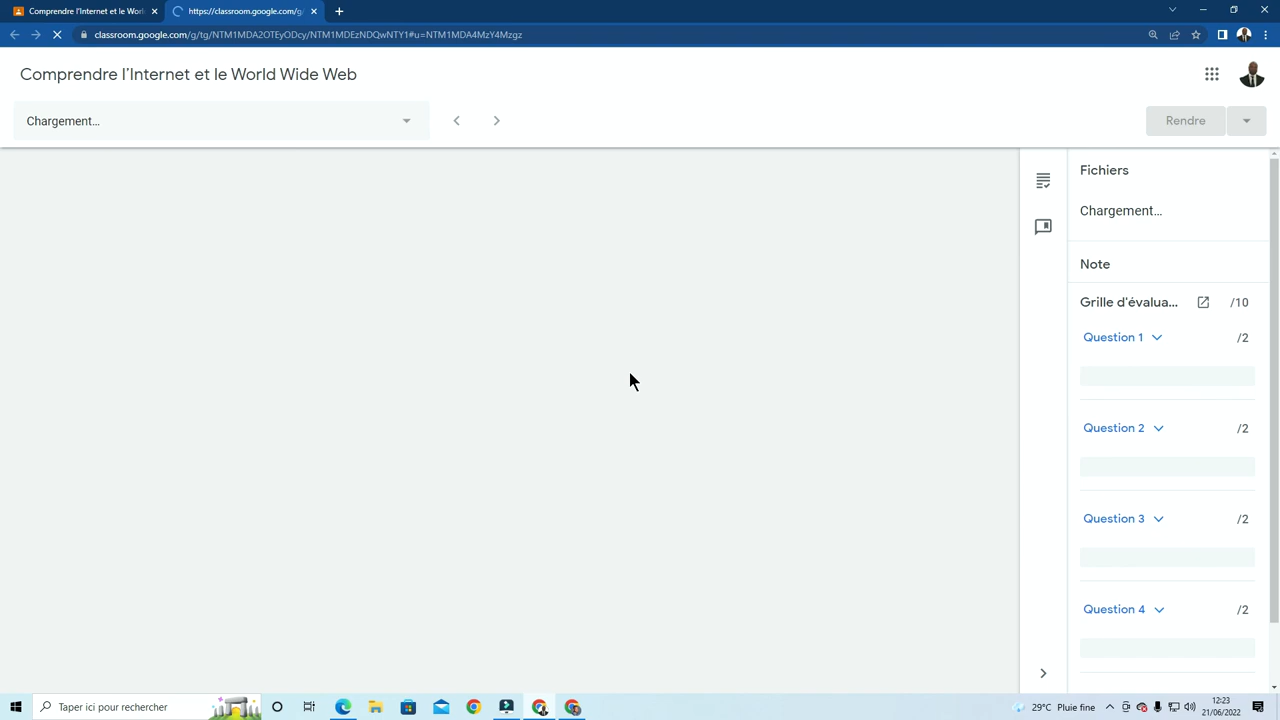 Comprendre l'Internet et le Worl
https://classroom.google.com/g/
classroom.google.com/g/tg/NTM1MDA2OTEyODcy/NTM1MDEzNDQwNTY1#u=NTM1MDA4MzY4Mzgz
Comprendre l'Internet et le World Wide Web
Chargement…
Rendre
Fichiers
Chargement…
Note
Grille d'évalua... /10
Question 1 /2
Question 2 /2
Question 3 /2
Question 4 /2
Taper ici pour rechercher
29°C Pluie fine
12:23
21/06/2022